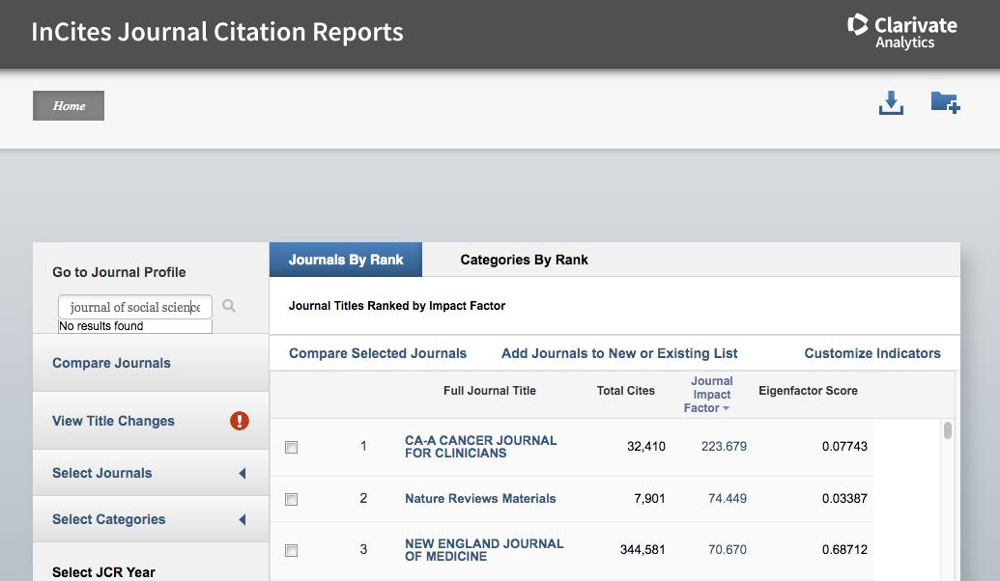 InCites Journal Citation Reports
Clarivate
Analytics
Home
Go to Journal Profile
journal of social science
No results found
Compare Journals
View Title Changes
Select Journals
Select Categories
Select JCR Year
Journals By Rank
Categories By Rank
Journal Titles Ranked by Impact Factor
Compare Selected Journals
Add Journals to New or Existing List
Customize Indicators
Full Journal Title
Total Cites
Journal
Impact
Factor
Eigenfactor Score
1
CA-A CANCER JOURNAL
FOR CLINICIANS
32,410
223.679
0.07743
2
Nature Reviews Materials
7,901
74.449
0.03387
3
NEW ENGLAND JOURNAL
OF MEDICINE
344,581
70.670
0.68712